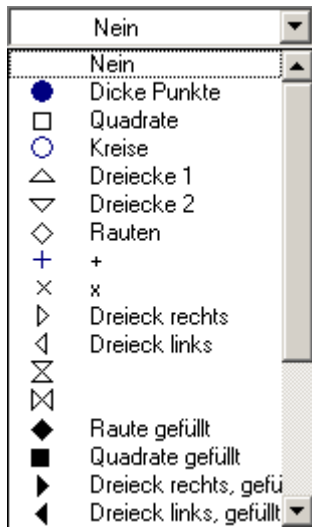 Nein
Nein
Dicke Punkte
Quadrate
Kreise
Dreiecke 1
Dreiecke 2
Rauten
+
x
Dreieck rechts
Dreieck links
Raute gefüllt
Quadrate gefüllt
Dreieck rechts, gefü
Dreieck links, gefüllt